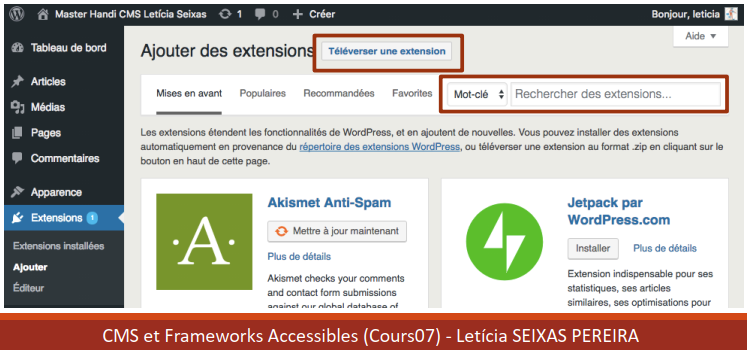 Master Handi CMS Letícia Seixas 1 0 + Créer Bonjour, leticia
Aide
Tableau de bord
Articles
Médias
Pages
Commentaires
Apparence
Extensions 1
Extensions installées
Ajouter
Éditeur
Ajouter des extensions Téléverser une extension
Mises en avant Populaires Recommandées Favorites Mot-clé Rechercher des extensions...
Les extensions étendent les fonctionnalités de WordPress, et en ajoutent de nouvelles. Vous pouvez installer des extensions
automatiquement en provenance du répertoire des extensions WordPress, ou téléverser une extension au format .zip en cliquant sur le
bouton en haut de cette page.
A
Akismet Anti-Spam
Mettre à jour maintenant
Plus de détails
Akismet checks your comments
and contact form submissions
against our global database of
Jetpack par
WordPress.com
Installer Plus de détails
Extension indispensable pour ses
statistiques, ses articles
similaires, ses optimisations pour
CMS et Frameworks Accessibles (Cours07) - Letícia SEIXAS PEREIRA